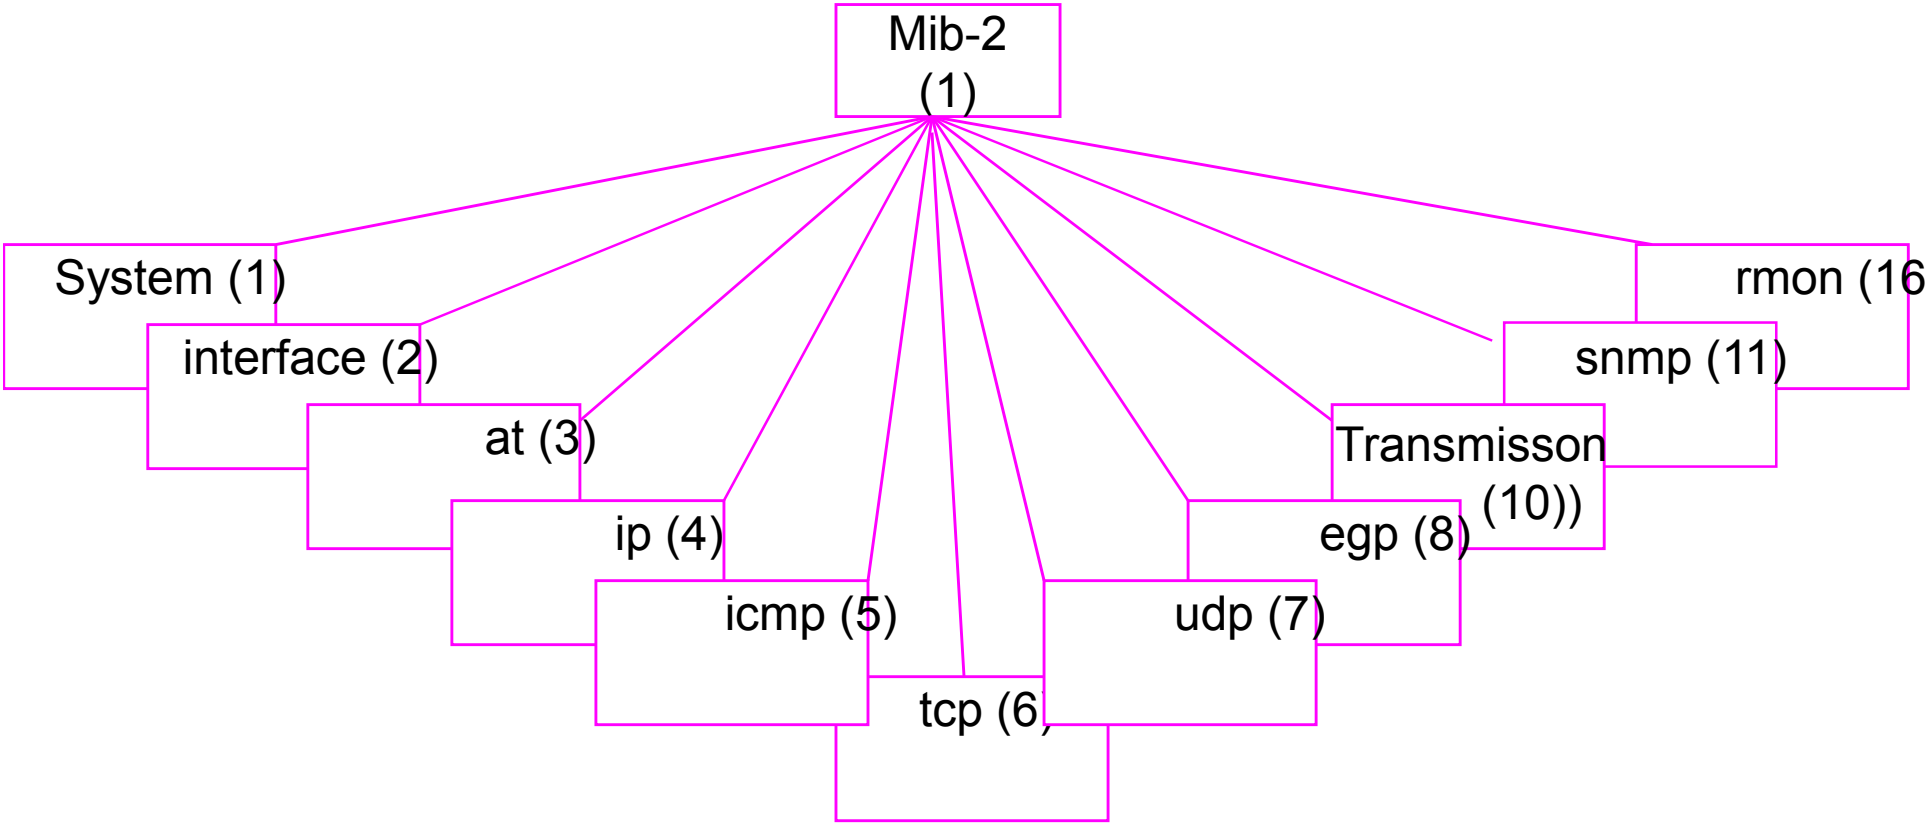 Mib-2
(1)
System (1)
rmon (16
interface (2)
snmp (11)
at (3)
Transmisson
(10))
ip (4)
egp (8)
icmp (5)
udp (7)
tcp (6)